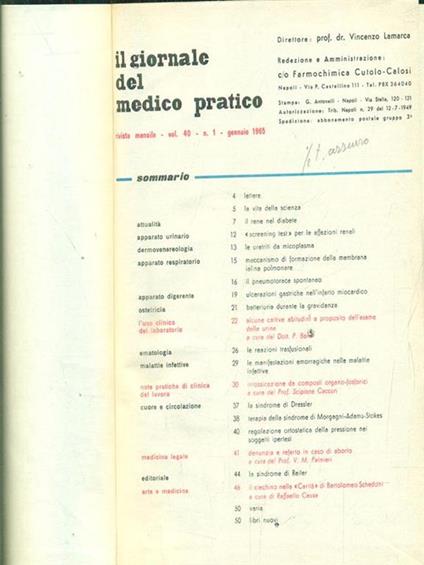 il giornale
del
medico pratico
rivista mensile - vol. 40 - n. 1 - gennaio 1965
Direttore: prof. dr. Vincenzo Lamarca
Redazione e Amministrazione:
c/o Farmochimica Cutolo-Calosi
Napoli - Via P. Castellino 111 - Tel. PBX 364040
Stampa: G. Antonelli - Napoli - Via Stella, 120 - 121
Autorizzazione: Trib. Napoli n. 29 del 12-7-1949
Spedizione: abbonamento postale gruppo 3°
sommario
4 lettere
5 la vita della scienza
attualità 7 il rene nel diabete
apparato urinario 12 «screening test» per le affezioni renali
dermovenereologia 13 le uretriti da micoplasma
apparato respiratorio 15 meccanismo di formazione della membrana
ialina polmonare
16 il pneumotorace spontaneo
apparato digerente 19 ulcerazioni gastriche nell'infarto miocardico
ostetricia 21 batteriuria durante la gravidanza
l'uso clinico 22 alcune cattive abitudini a proposito dell'esame
del laboratorio delle urine
a cura del Dott. P.
ematologia 26 le reazioni trasfusionali
malattie infettive 29 le manifestazioni emorragiche nelle malattie
infettive
note pratiche di clinica 30 intossicazione da composti organo-fosforici
del lavoro a cura del Prof. Scipione Caccuri
cuore e circolazione 37 la sindrome di Dressler
38 terapia della sindrome di Morgagni-Adams-Stokes
40 regolazione ortostatica della pressione nei
soggetti ipertesi
medicina legale 41 denunzia e referto in caso di aborto
a cura del Prof. V. M. Palmieri
editoriale 44 la sindrome di Reiter
arte e medicina 46 il ciechino nella «Carità» di Bartolomeo Schedoni
a cura di Raffaello Causa
50 varia
50 libri nuovi